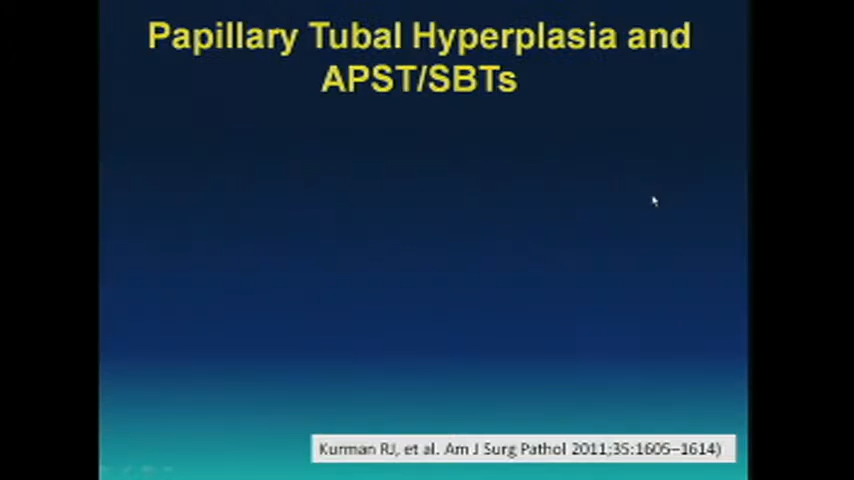 Papillary Tubal Hyperplasia and
APST/SBTs
Kurman RJ, et al. Am J Surg Pathol 2011;35:1605–1614)